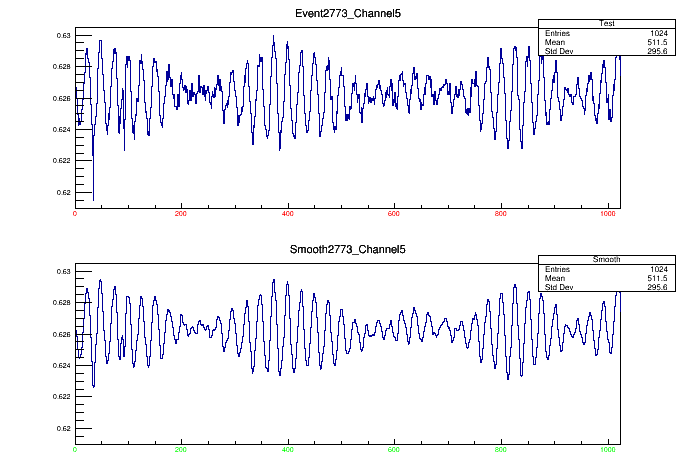 Event2773_Channel5
Test
Entries 1024
Mean 511.5
Std Dev 295.6
0.63
0.628
0.626
0.624
0.622
0.62
0 200 400 600 800 1000
Smooth2773_Channel5
Smooth
Entries 1024
Mean 511.5
Std Dev 295.6
0.63
0.628
0.626
0.624
0.622
0.62
0 200 400 600 800 1000